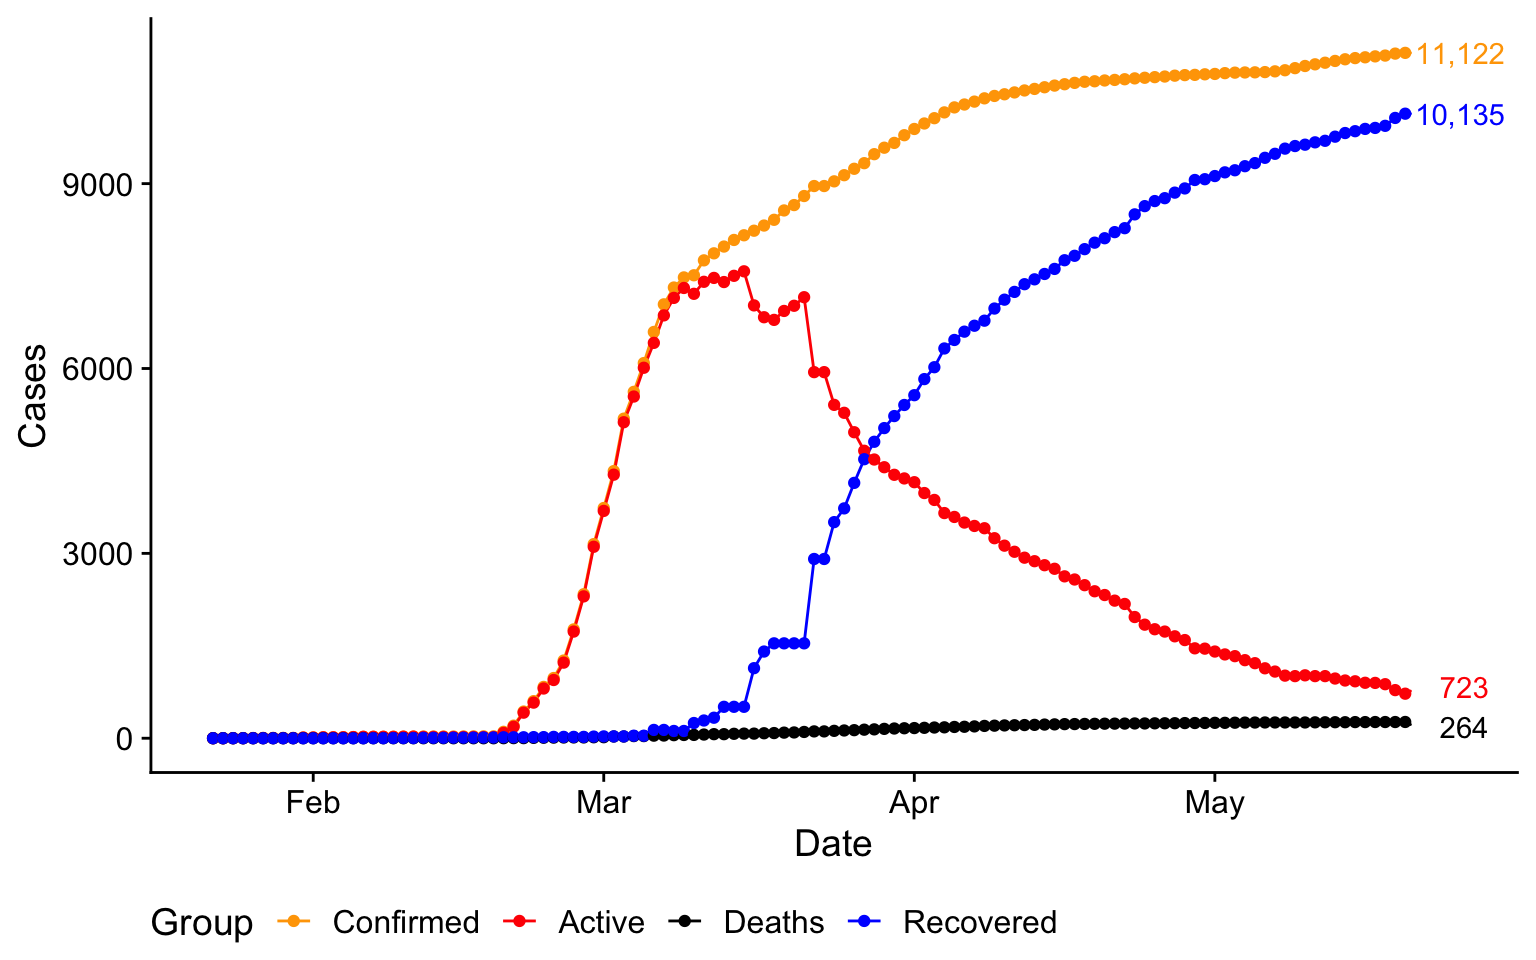 11,122
10,135
9000
6000
3000
0
723
264
Cases
Feb Mar Apr May
Date
Group Confirmed Active Deaths Recovered